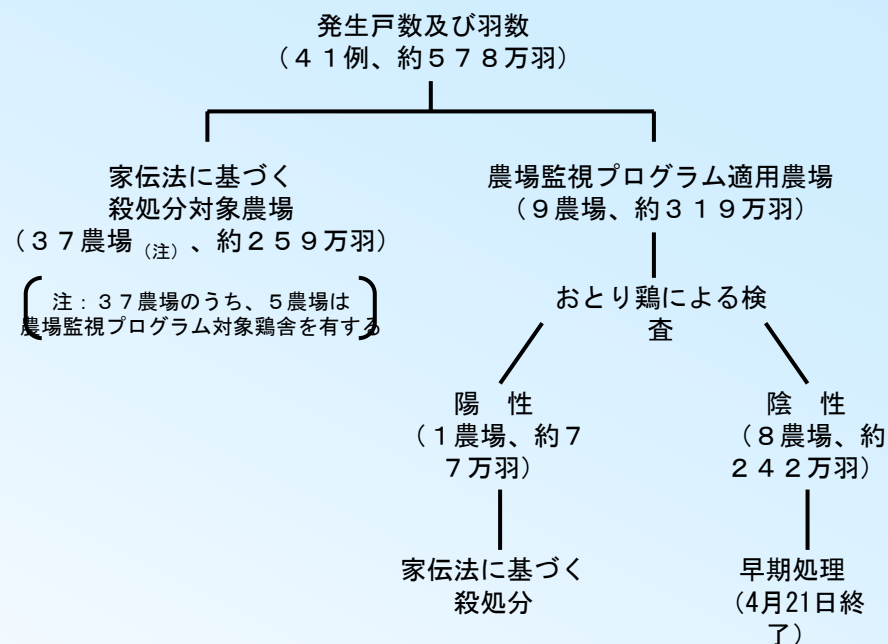 発生戸数及び羽数
（４１例、約５７８万羽）
家伝法に基づく
殺処分対象農場
（３７農場（注）、約２５９万羽）
注：３７農場のうち、５農場は
農場監視プログラム対象鶏舎を有する
農場監視プログラム適用農場
（９農場、約３１９万羽）
おとり鶏による検
査
陽　性
（１農場、約７
７万羽）
陰　性
（８農場、約
２４２万羽）
家伝法に基づく
殺処分
早期処理
（4月21日終
了）